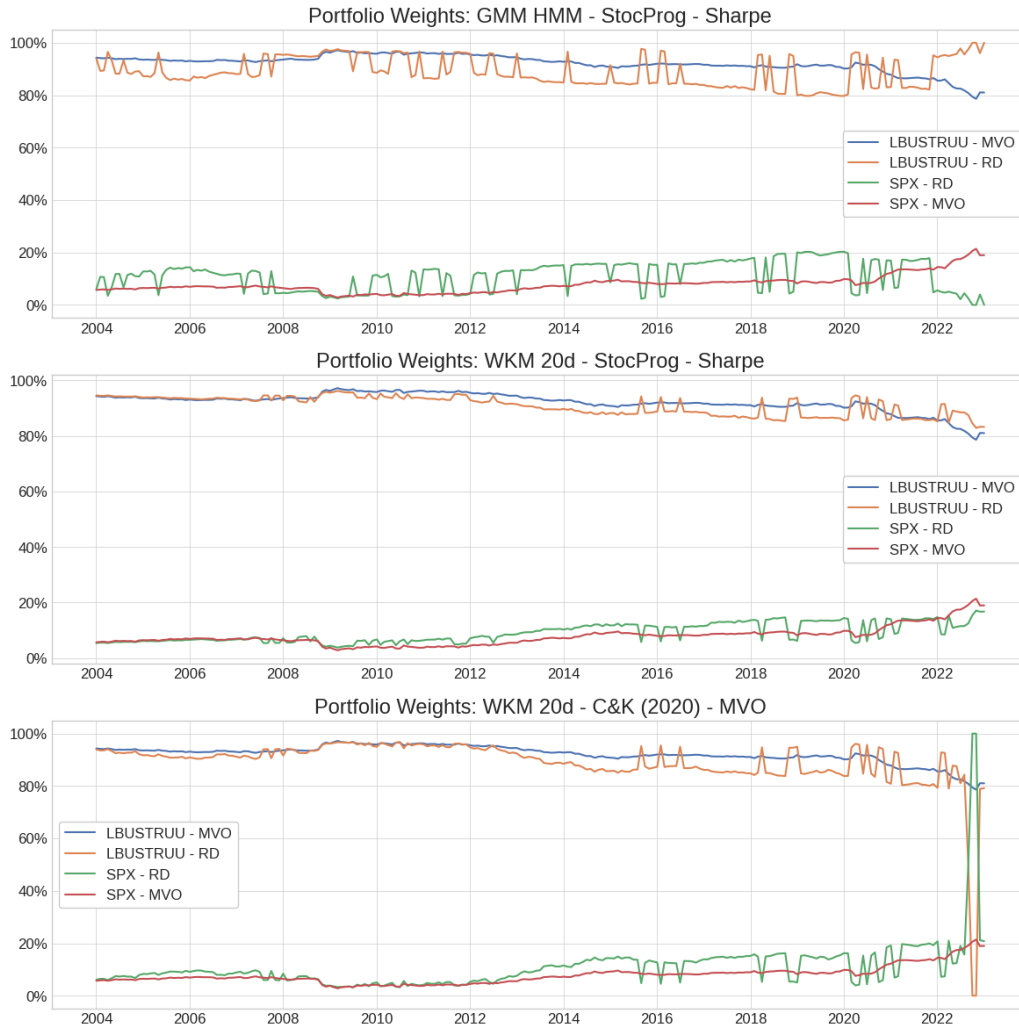 Portfolio Weights: GMM HMM - StocProg - Sharpe
100%
80%
60%
40%
20%
0%
LBUSTRUU - MVO
LBUSTRUU - RD
SPX - RD
SPX - MVO
2004 2006 2008 2010 2012 2014 2016 2018 2020 2022
Portfolio Weights: WKM 20d - StocProg - Sharpe
100%
80%
60%
40%
20%
0%
LBUSTRUU - MVO
LBUSTRUU - RD
SPX - RD
SPX - MVO
2004 2006 2008 2010 2012 2014 2016 2018 2020 2022
Portfolio Weights: WKM 20d - C&K (2020) - MVO
100%
80%
60%
40%
20%
0%
LBUSTRUU - MVO
LBUSTRUU - RD
SPX - RD
SPX - MVO
2004 2006 2008 2010 2012 2014 2016 2018 2020 2022